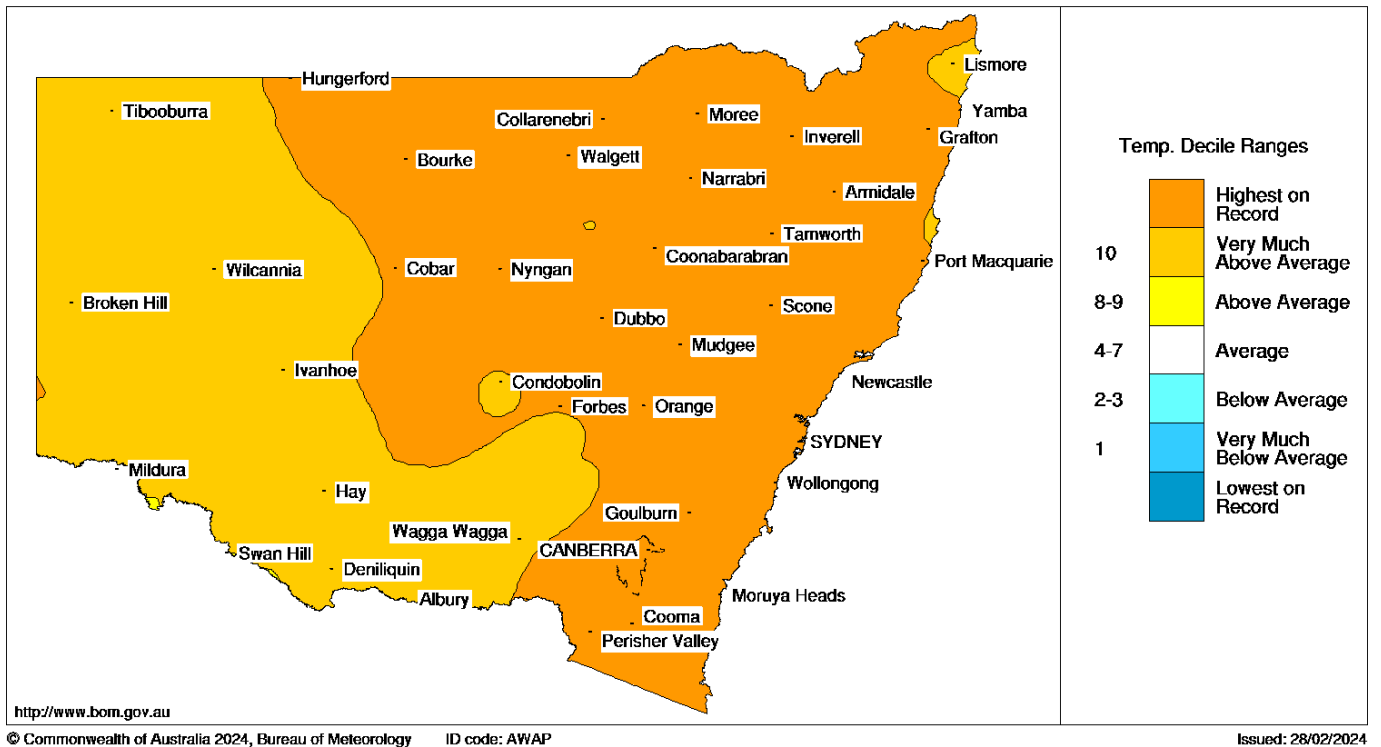 Hungerford
Tibooburra
Lismore
Collarenebri
Moree
Yamba
Inverell
Grafton
Bourke
Walgett
Narrabri
Armidale
Tamworth
Coonabarabran
Port Macquarie
Wilcannia
Cobar
Nyngan
Broken Hill
Scone
Dubbo
Mudgee
Ivanhoe
Condobolin
Newcastle
Forbes
Orange
SYDNEY
Mildura
Wollongong
Hay
Goulburn
Wagga Wagga
CANBERRA
Swan Hill
Deniliquin
Albury
Moruya Heads
Cooma
Perisher Valley
http://www.bom.gov.au
Temp. Decile Ranges
Highest on
Record
10
Very Much
Above Average
8-9
Above Average
4-7
Average
2-3
Below Average
1
Very Much
Below Average
Lowest on
Record
© Commonwealth of Australia 2024, Bureau of Meteorology
ID code: AWAP
Issued: 28/02/2024